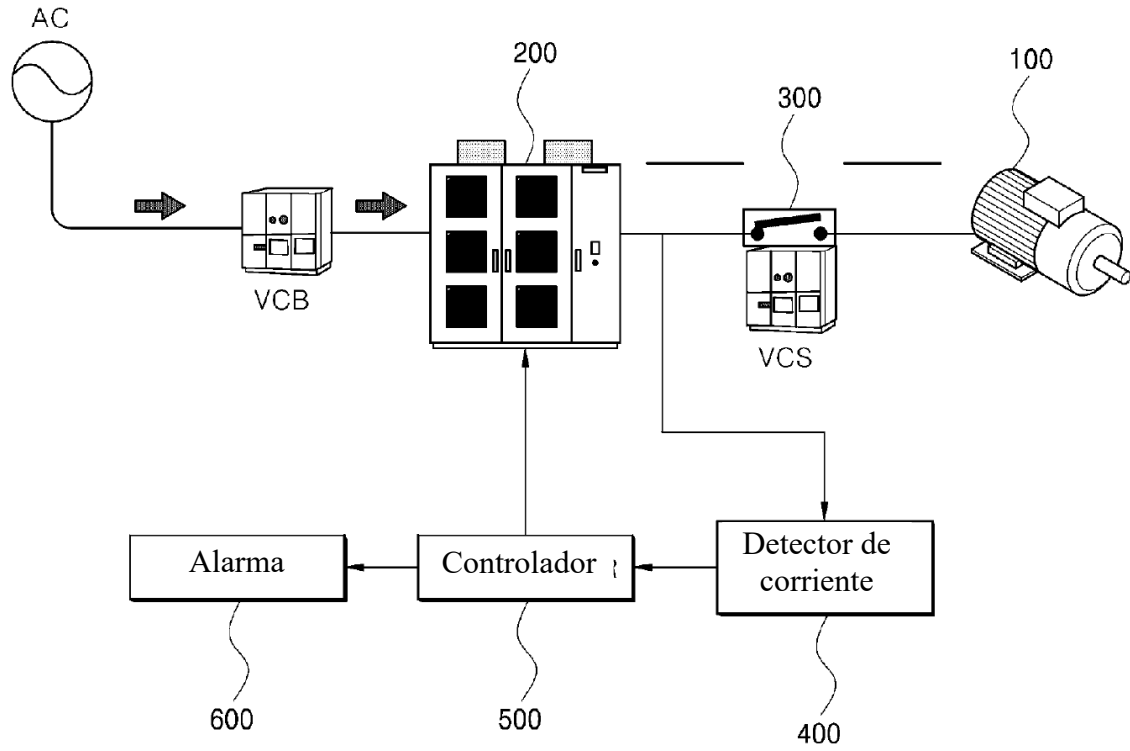 AC
200
100
300
VCB
VCS
Alarma
Controlador
Detector de
corriente
600
500
400